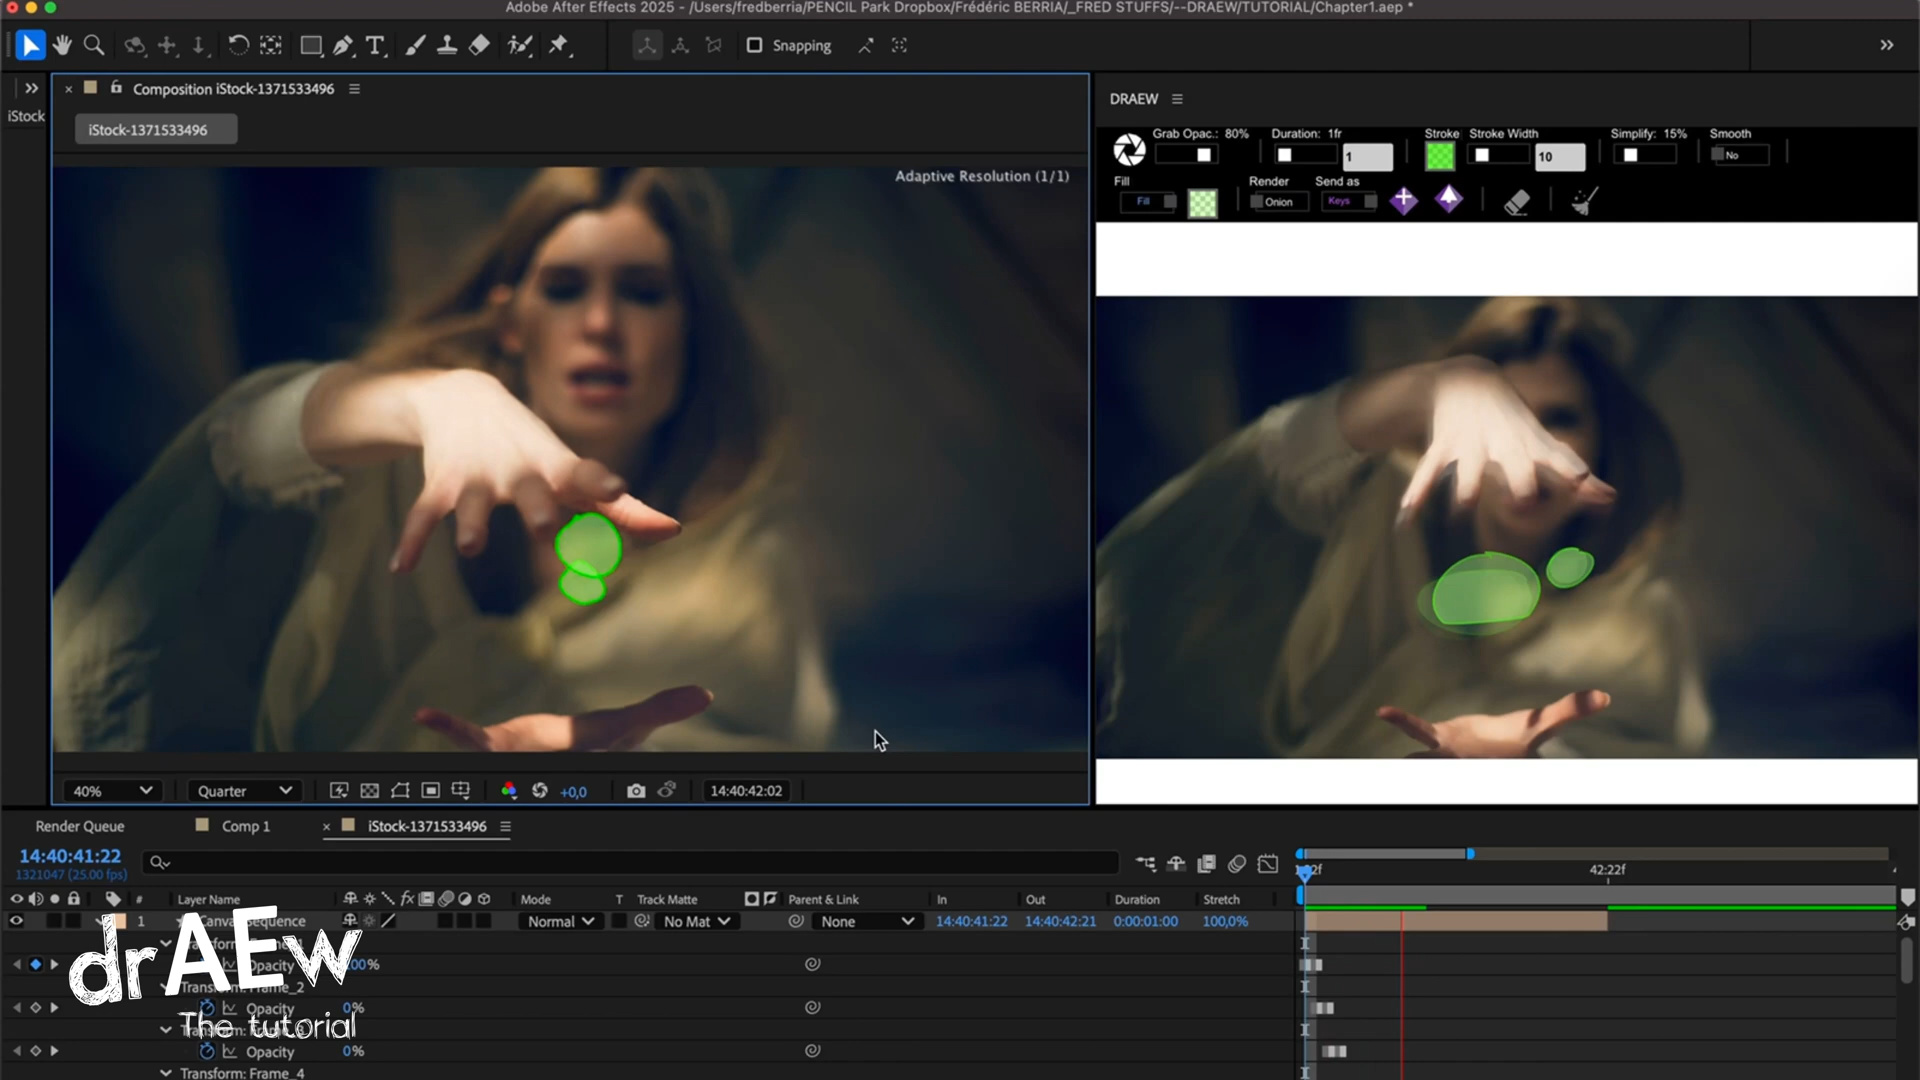 Adobe After Effects 2025 - /Users/fredberria/PENCIL Park Dropbox/Frédéric BERRIA/_FRED STUFFS/--DRAEW/TUTORIAL/Chapter1.aep *
Snapping
iStock
Composition iStock-1371533496
iStock-1371533496
Adaptive Resolution (1/1)
DRAEW
Grab Opac.: 80%
Duration: 1fr
1
Stroke
Stroke Width
10
Simplify: 15%
Smooth
No
Fill
Fill
Render
Onion
Send as
Keys
40%
Quarter
+0,0
14:40:42:02
Render Queue
Comp 1
iStock-1371533496
14:40:41:22
1321047 (25.00 fps)
42:22f
# Layer Name
Mode
T Track Matte
Parent & Link
In
Out
Duration
Stretch
1
Normal
No Mat
None
14:40:41:22
14:40:42:21
0:00:01:00
100,0%
Opacity
Transform: Frame_2
Opacity 0%
Opacity 0%
Transform: Frame_4
drAEw
The tutorial